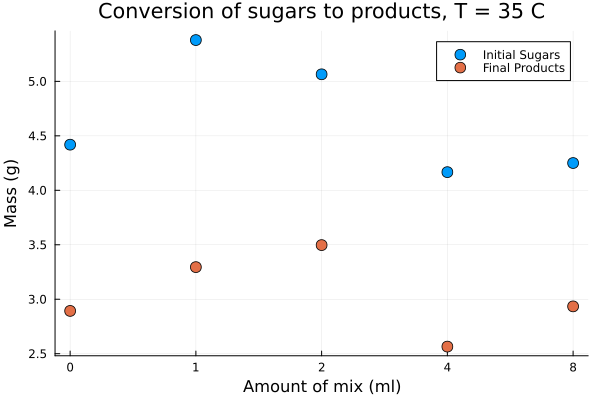 Conversion of sugars to products, T = 35 C
Initial Sugars
Final Products
Mass (g)
5.0
4.5
4.0
3.5
3.0
2.5
0 1 2 4 8
Amount of mix (ml)